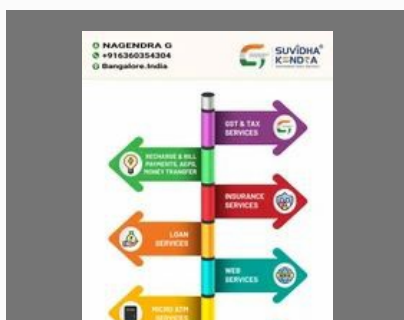 NAGENDRA G
+916360354304
Bangalore.India
SUVIDHA
KENDRA
GST & TAX
SERVICES
RECHARGE & BILL
PAYMENTS, AEPS,
MONEY TRANSFER
INSURANCE
SERVICES
LOAN
SERVICES
WEB
SERVICES
MICRO ATM
SERVICES